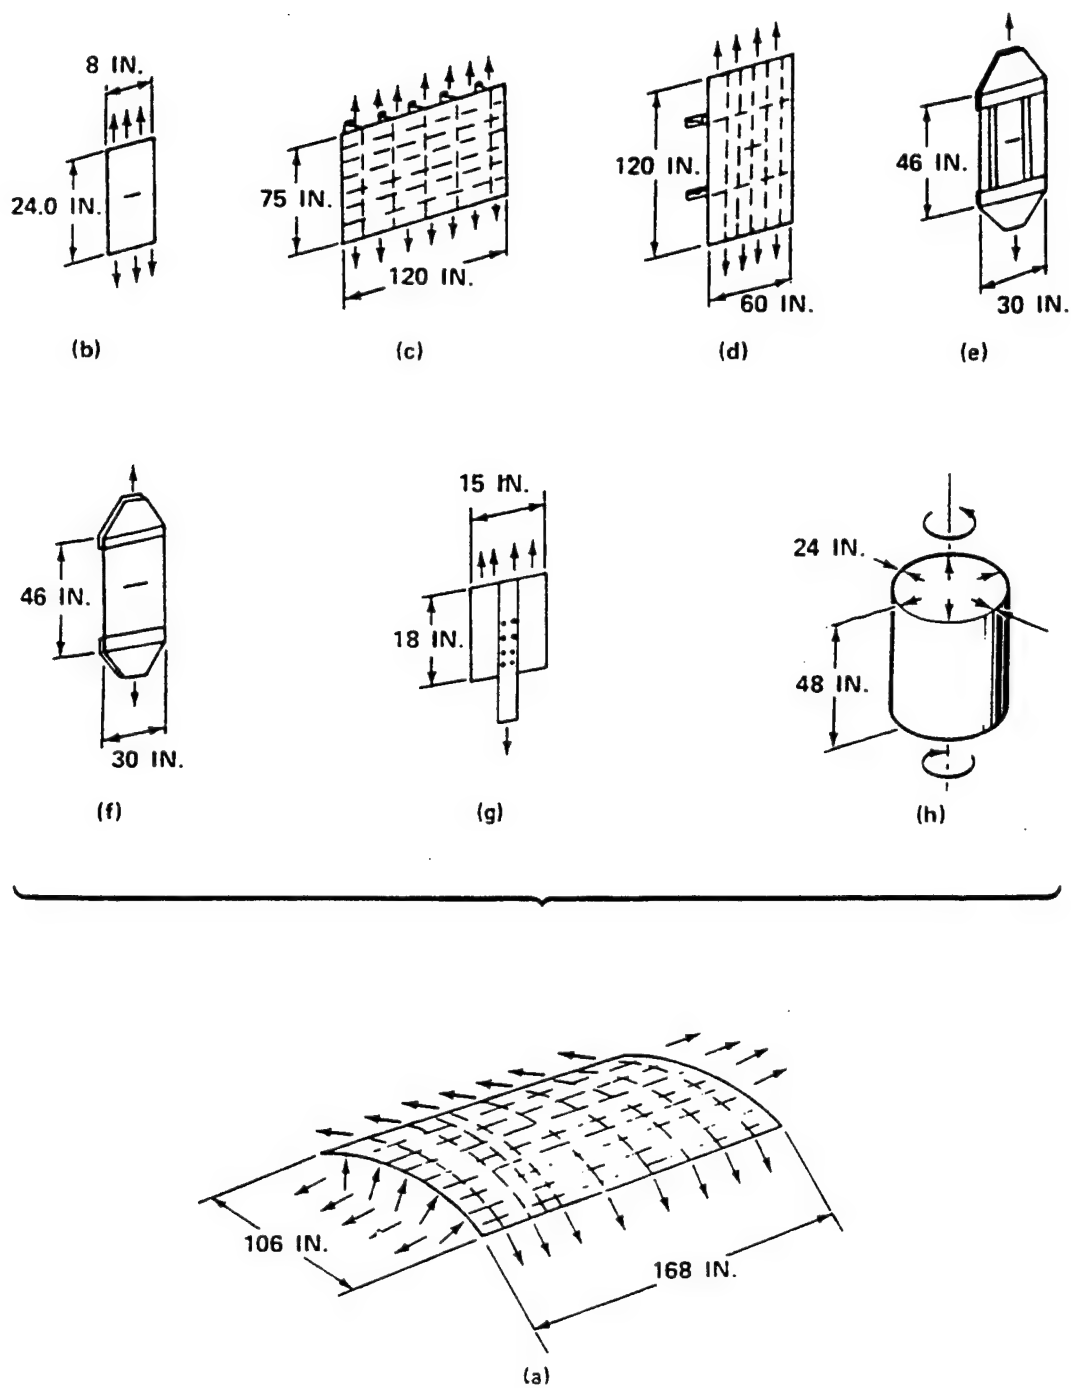 8 IN.
24.0 IN.
(b)
75 IN.
120 IN.
(c)
120 IN.
60 IN.
(d)
46 IN.
30 IN.
(e)
46 IN.
30 IN.
(f)
15 IN.
18 IN.
(g)
24 IN.
48 IN.
(h)
106 IN.
168 IN.
(a)